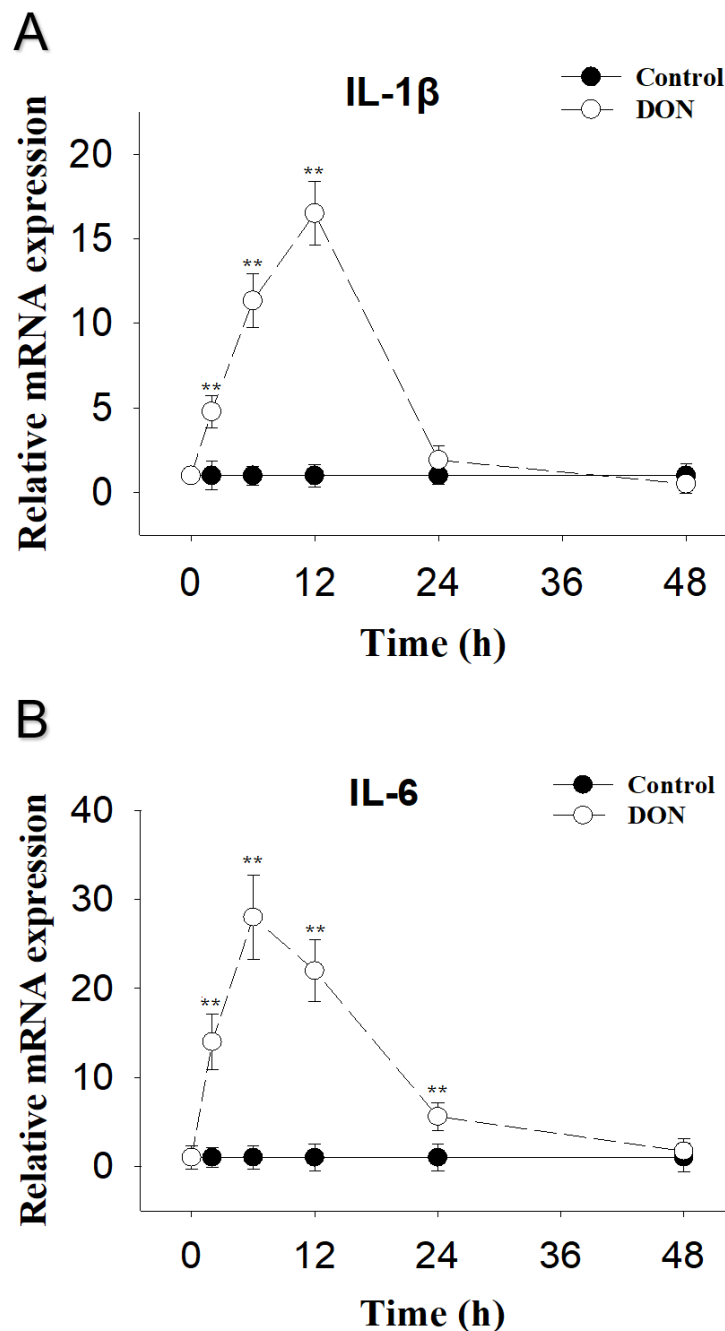 A
IL-1β
Control
DON
Relative mRNA expression
20
15
10
5
0
**
**
**
0 12 24 36 48
Time (h)
B
IL-6
Control
DON
Relative mRNA expression
40
30
20
10
0
**
**
**
**
0 12 24 36 48
Time (h)